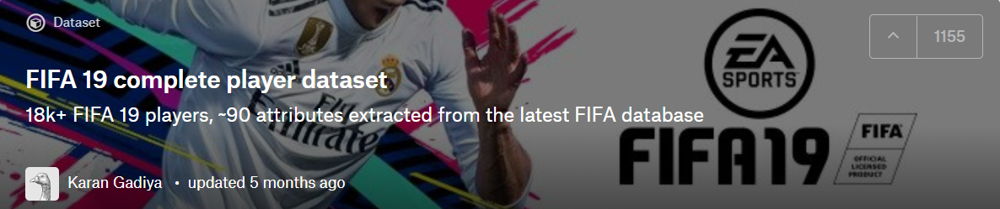 Dataset
1155
EA
SPORTS
FIFA 19 complete player dataset
18k+ FIFA 19 players, ~90 attributes extracted from the latest FIFA database
Fly
Emirates
FIFA19
FIFA
OFFICIAL
LICENSED
PRODUCT
Karan Gadiya • updated 5 months ago